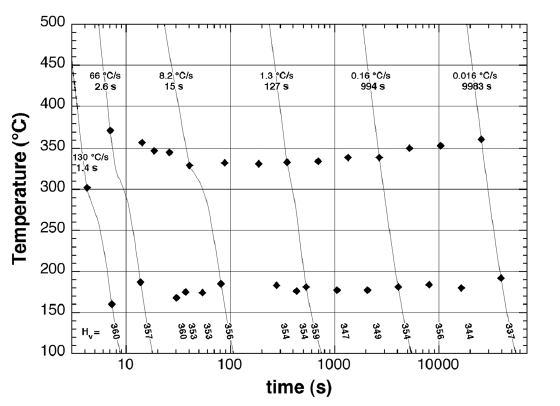 500
450
400
350
300
250
200
150
100
Temperature (°C)
66 °C/s
2.6 s
8.2 °C/s
15 s
1.3 °C/s
127 s
0.16 °C/s
994 s
0.016 °C/s
9983 s
130 °C/s
1.4 s
Hv =
360
357
360
353
353
356
354
354
359
347
349
354
356
344
337
10
100
1000
10000
time (s)